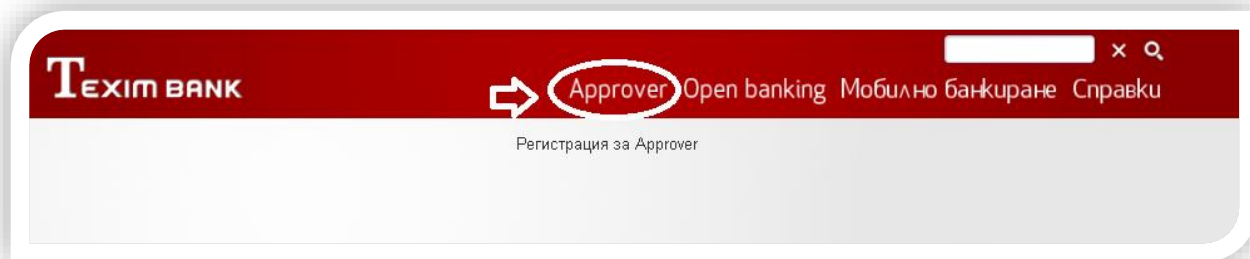 TEXIM BANK
Approver Open banking Мобилно банкиране Справки
Регистрация за Approver